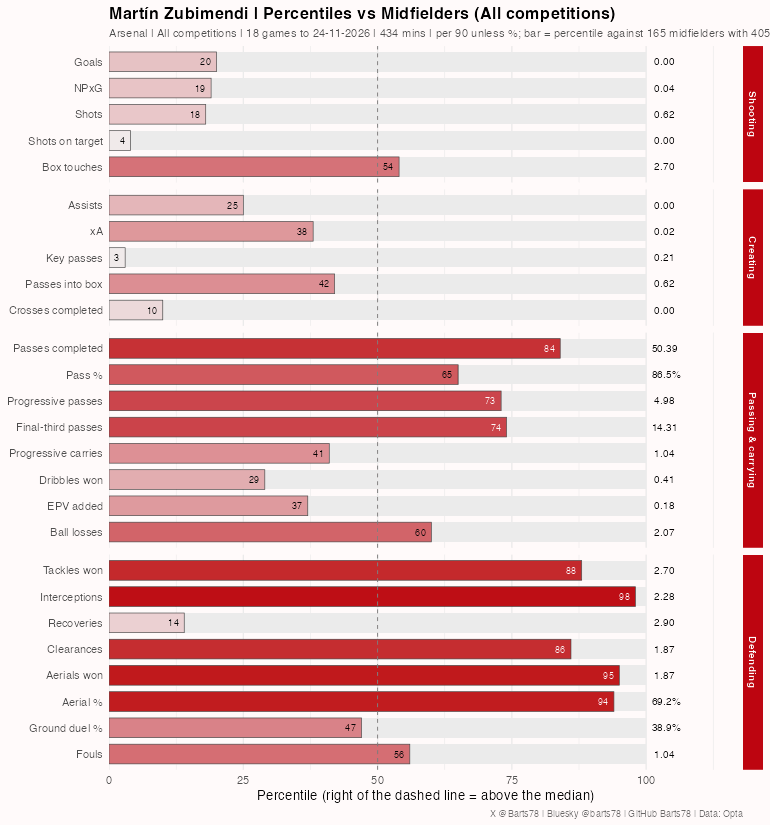 Martín Zubimendi | Percentiles vs Midfielders (All competitions)
Arsenal | All competitions | 18 games to 24-11-2026 | 434 mins | per 90 unless %; bar = percentile against 165 midfielders with 405
Goals 20 0.00
NPxG 19 0.04
Shots 18 0.62
Shots on target 4 0.00
Box touches 54 2.70
Shooting
Assists 25 0.00
xA 38 0.02
Key passes 3 0.21
Passes into box 42 0.62
Crosses completed 10 0.00
Creating
Passes completed 84 50.39
Pass % 65 86.5%
Progressive passes 73 4.98
Final-third passes 74 14.31
Progressive carries 41 1.04
Dribbles won 29 0.41
EPV added 37 0.18
Ball losses 60 2.07
Passing & carrying
Tackles won 88 2.70
Interceptions 98 2.28
Recoveries 14 2.90
Clearances 86 1.87
Aerials won 95 1.87
Aerial % 94 69.2%
Ground duel % 47 38.9%
Fouls 56 1.04
Defending
0 25 50 75 100
Percentile (right of the dashed line = above the median)
X @Barts78 | Bluesky @barts78 | GitHub Barts78 | Data: Opta